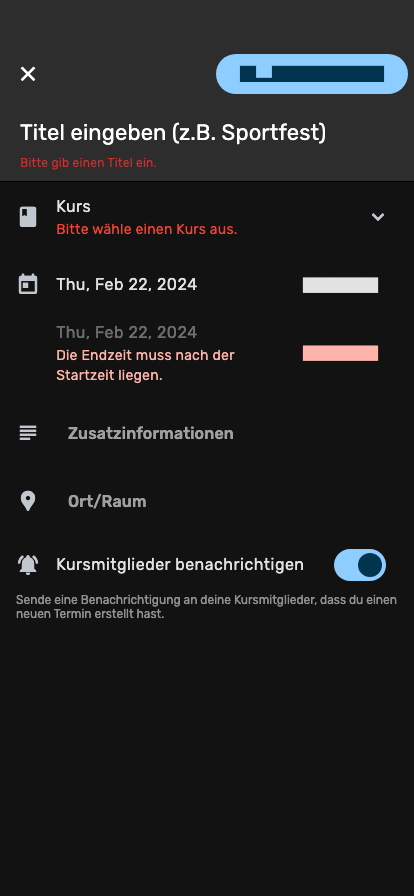 Titel eingeben (z.B. Sportfest)
Bitte gib einen Titel ein.
Kurs
Bitte wähle einen Kurs aus.
Thu, Feb 22, 2024
Thu, Feb 22, 2024
Die Endzeit muss nach der
Startzeit liegen.
Zusatzinformationen
Ort/Raum
Kursmitglieder benachrichtigen
Sende eine Benachrichtigung an deine Kursmitglieder, dass du einen
neuen Termin erstellt hast.